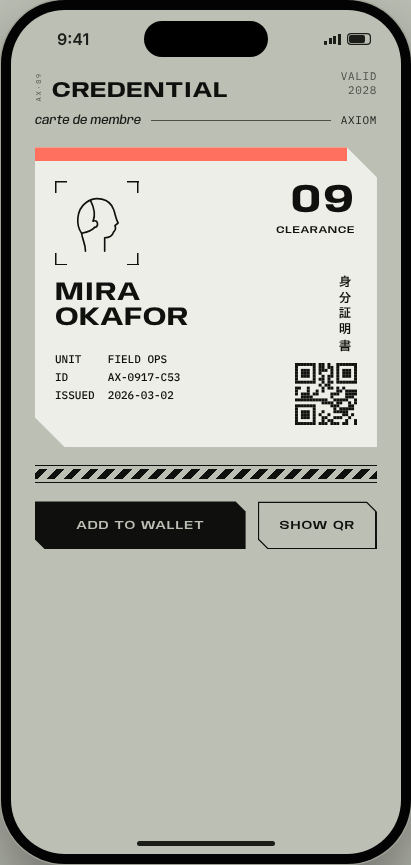 9:41
AX-09
CREDENTIAL
VALID
2028
carte de membre
AXIOM
09
CLEARANCE
MIRA
OKAFOR
身分証明書
UNIT FIELD OPS
ID AX-0917-C53
ISSUED 2026-03-02
ADD TO WALLET
SHOW QR